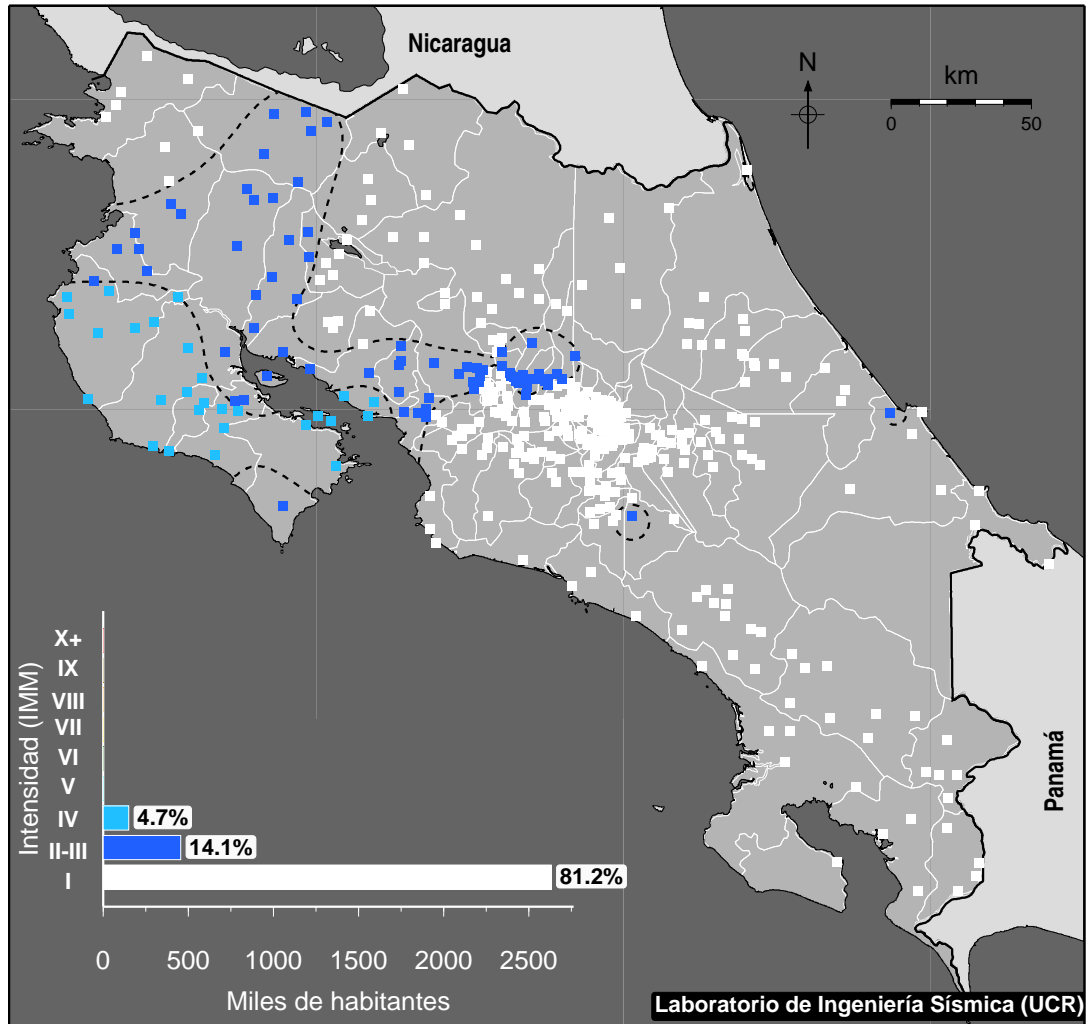 Nicaragua
N
km
0 50
Panamá
Intensidad (IMM)
X+
IX
VIII
VII
VI
V
IV 4.7%
II-III 14.1%
I 81.2%
0 500 1000 1500 2000 2500
Miles de habitantes
Laboratorio de Ingeniería Sísmica (UCR)